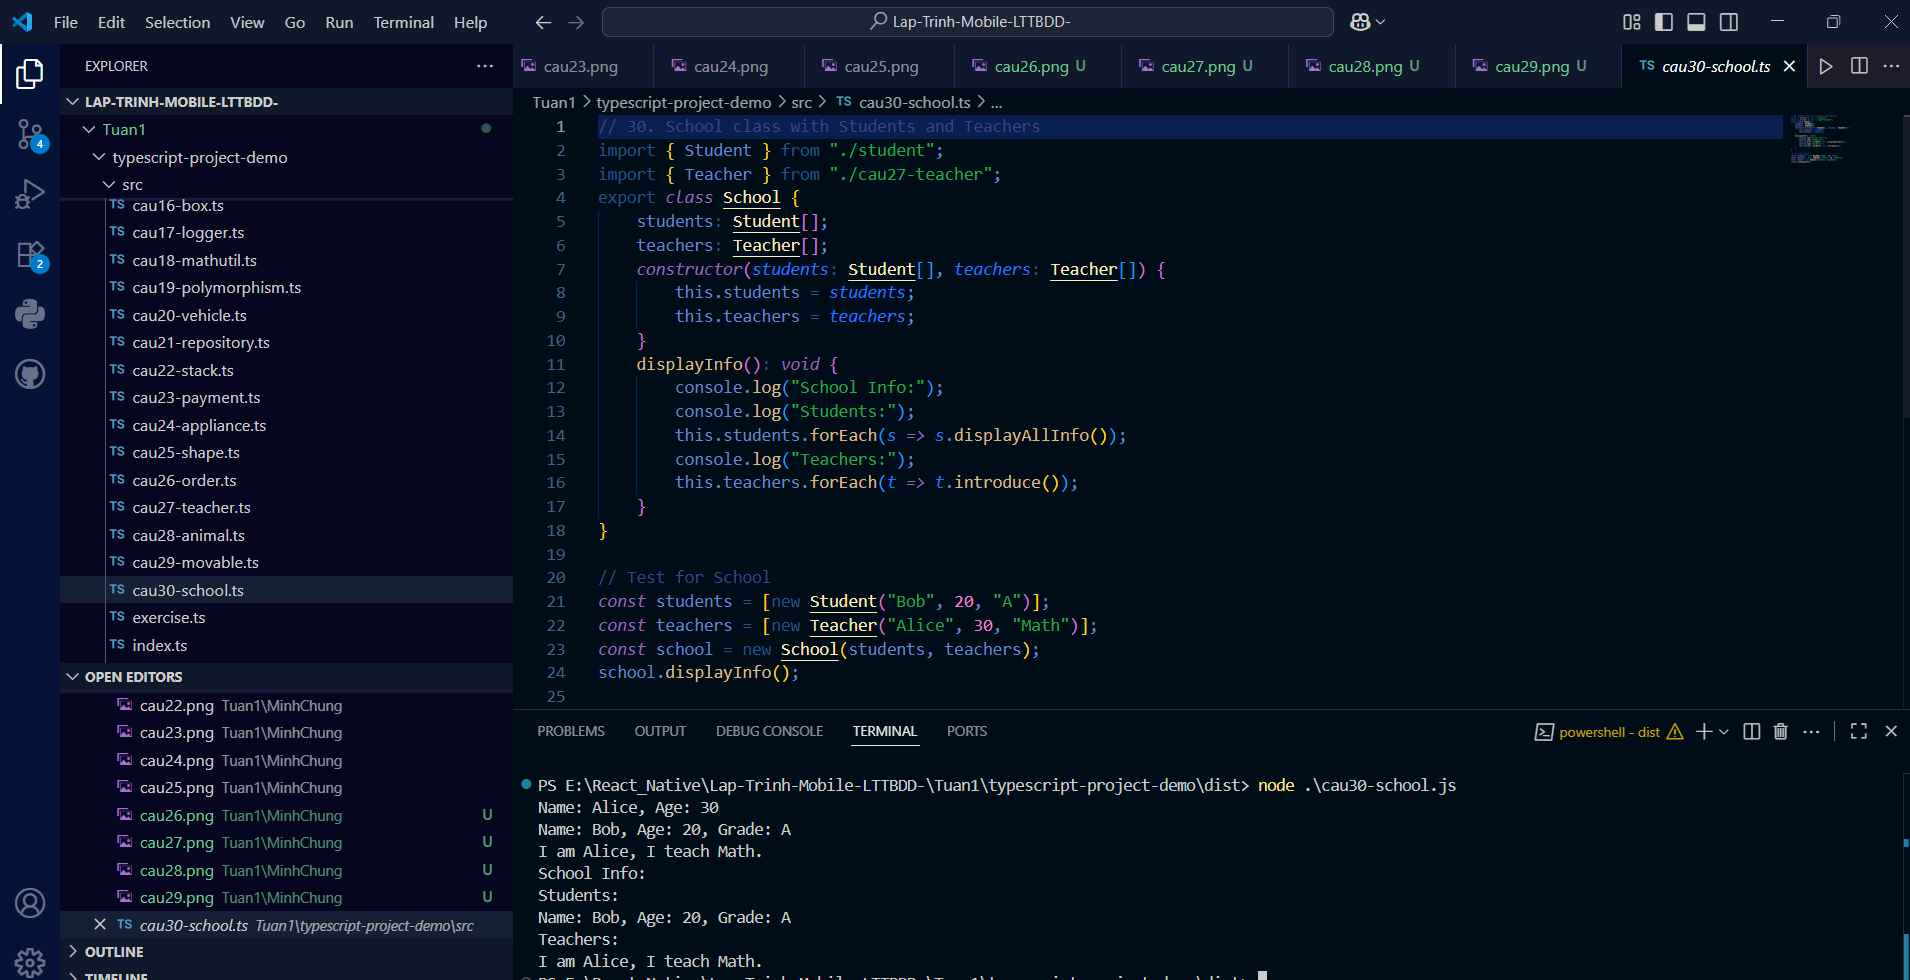 File Edit Selection View Go Run Terminal Help
Lap-Trinh-Mobile-LTTBDD-
EXPLORER
LAP-TRINH-MOBILE-LTTBDD-
Tuan1
typescript-project-demo
src
TS cau16-box.ts
TS cau17-logger.ts
TS cau18-mathutil.ts
TS cau19-polymorphism.ts
TS cau20-vehicle.ts
TS cau21-repository.ts
TS cau22-stack.ts
TS cau23-payment.ts
TS cau24-appliance.ts
TS cau25-shape.ts
TS cau26-order.ts
TS cau27-teacher.ts
TS cau28-animal.ts
TS cau29-movable.ts
TS cau30-school.ts
TS exercise.ts
TS index.ts
4
2
OPEN EDITORS
cau22.png Tuan1\MinhChung
cau23.png Tuan1\MinhChung
cau24.png Tuan1\MinhChung
cau25.png Tuan1\MinhChung
cau26.png Tuan1\MinhChung U
cau27.png Tuan1\MinhChung U
cau28.png Tuan1\MinhChung U
cau29.png Tuan1\MinhChung U
TS cau30-school.ts Tuan1\typescript-project-demo\src
OUTLINE
TIMELINE
cau23.png cau24.png cau25.png cau26.png U cau27.png U cau28.png U cau29.png U TS cau30-school.ts
Tuan1 > typescript-project-demo > src > TS cau30-school.ts > ...
1 // 30. School class with Students and Teachers
2 import { Student } from "./student";
3 import { Teacher } from "./cau27-teacher";
4 export class School {
5 students: Student[];
6 teachers: Teacher[];
7 constructor(students: Student[], teachers: Teacher[]) {
8 this.students = students;
9 this.teachers = teachers;
10 }
11 displayInfo(): void {
12 console.log("School Info:");
13 console.log("Students:");
14 this.students.forEach(s => s.displayAllInfo());
15 console.log("Teachers:");
16 this.teachers.forEach(t => t.introduce());
17 }
18 }
19
20 // Test for School
21 const students = [new Student("Bob", 20, "A")];
22 const teachers = [new Teacher("Alice", 30, "Math")];
23 const school = new School(students, teachers);
24 school.displayInfo();
25
PROBLEMS OUTPUT DEBUG CONSOLE TERMINAL PORTS
powershell - dist
PS E:\React_Native\Lap-Trinh-Mobile-LTTBDD-\Tuan1\typescript-project-demo\dist> node .\cau30-school.js
Name: Alice, Age: 30
Name: Bob, Age: 20, Grade: A
I am Alice, I teach Math.
School Info:
Students:
Name: Bob, Age: 20, Grade: A
Teachers:
I am Alice, I teach Math.
PS E:\React_Native\Lap-Trinh-Mobile-LTTBDD-\Tuan1\typescript-project-demo\dist>